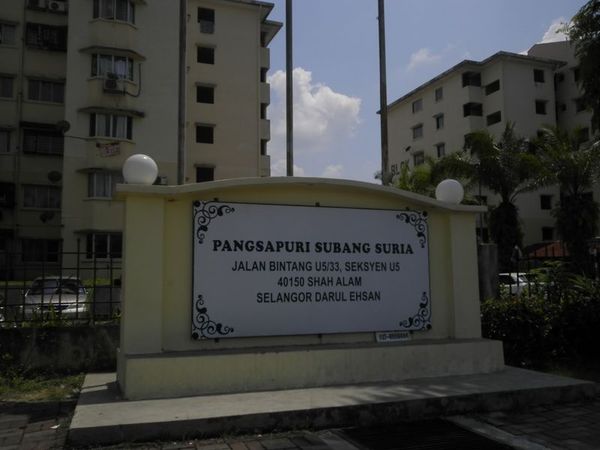 PANGSAPURI SUBANG SURIA
JALAN BINTANG U5/33, SEKSYEN U5
40150 SHAH ALAM
SELANGOR DARUL EHSAN